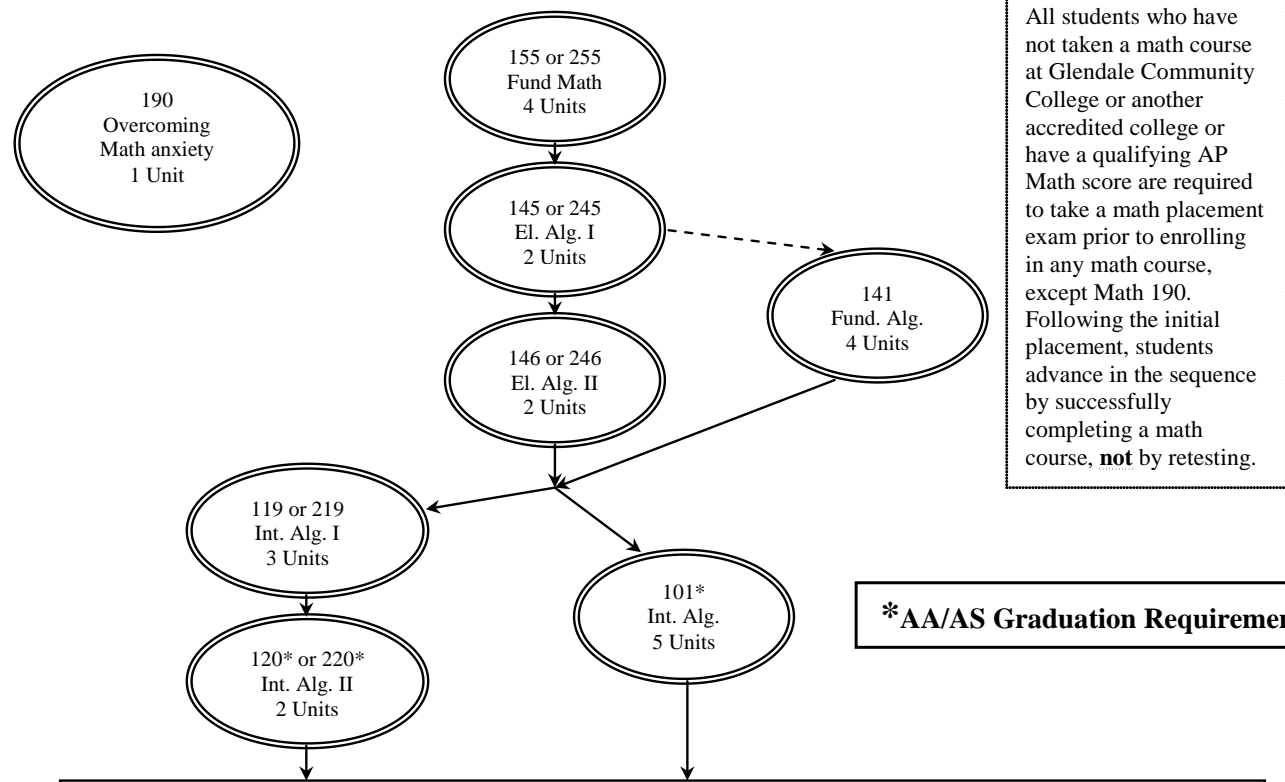 155 or 255
Fund Math
4 Units
190
Overcoming
Math anxiety
1 Unit
145 or 245
El. Alg. I
2 Units
141
Fund. Alg.
4 Units
146 or 246
El. Alg. II
2 Units
119 or 219
Int. Alg. I
3 Units
101*
Int. Alg.
5 Units
120* or 220*
Int. Alg. II
2 Units
All students who have
not taken a math course
at Glendale Community
College or another
accredited college or
have a qualifying AP
Math score are required
to take a math placement
exam prior to enrolling
in any math course,
except Math 190.
Following the initial
placement, students
advance in the sequence
by successfully
completing a math
course, not by retesting.
*AA/AS Graduation Requiremen